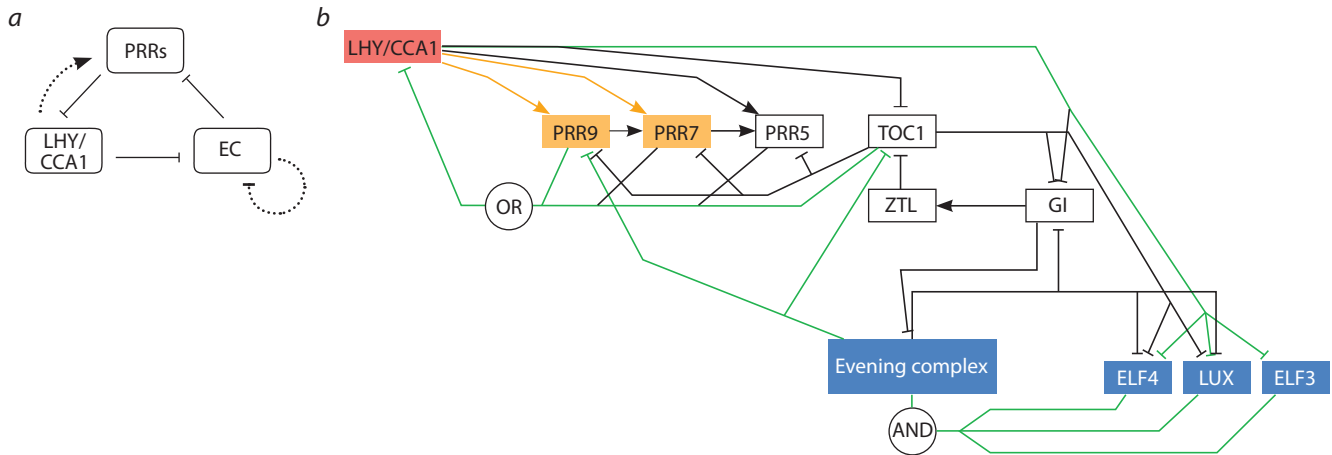 a
PRRs
LHY/
CCA1
EC
b
LHY/CCA1
PRR9
PRR7
PRR5
TOC1
OR
ZTL
GI
Evening complex
ELF4
LUX
ELF3
AND